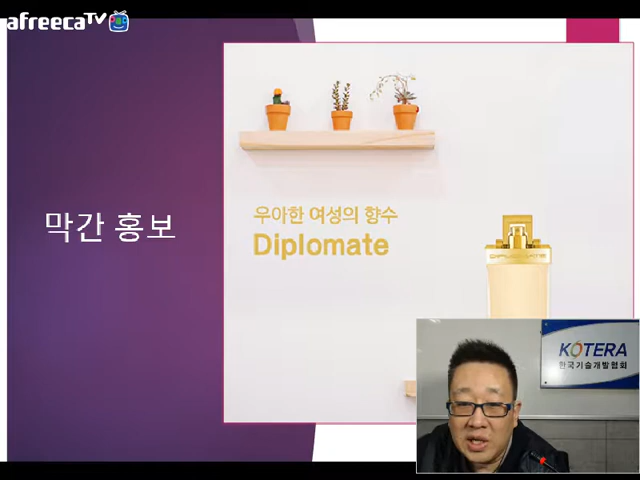 afreecaTV
막간 홍보
우아한 여성의 향수
Diplomate
DIPLOMATE
KOTERA
한국기술개발협회